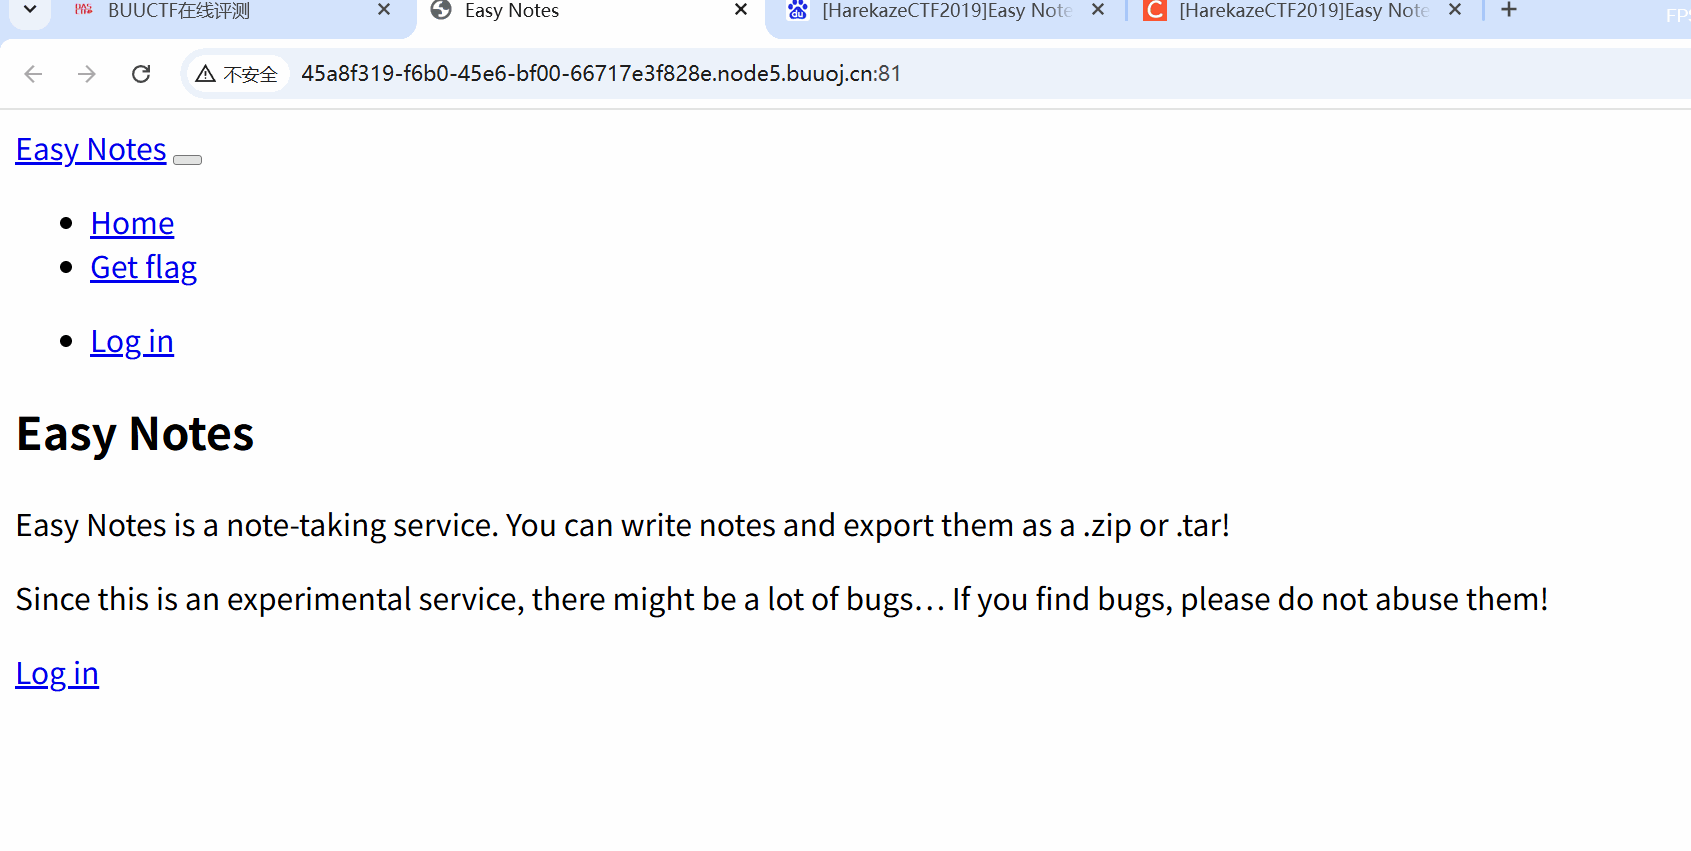 BUUCTF在线评测
Easy Notes
[HarekazeCTF2019]Easy Note
[HarekazeCTF2019]Easy Note
不安全
45a8f319-f6b0-45e6-bf00-66717e3f828e.node5.buuoj.cn:81
Easy Notes
Home
Get flag
Log in
Easy Notes
Easy Notes is a note-taking service. You can write notes and export them as a .zip or .tar!
Since this is an experimental service, there might be a lot of bugs… If you find bugs, please do not abuse them!
Log in